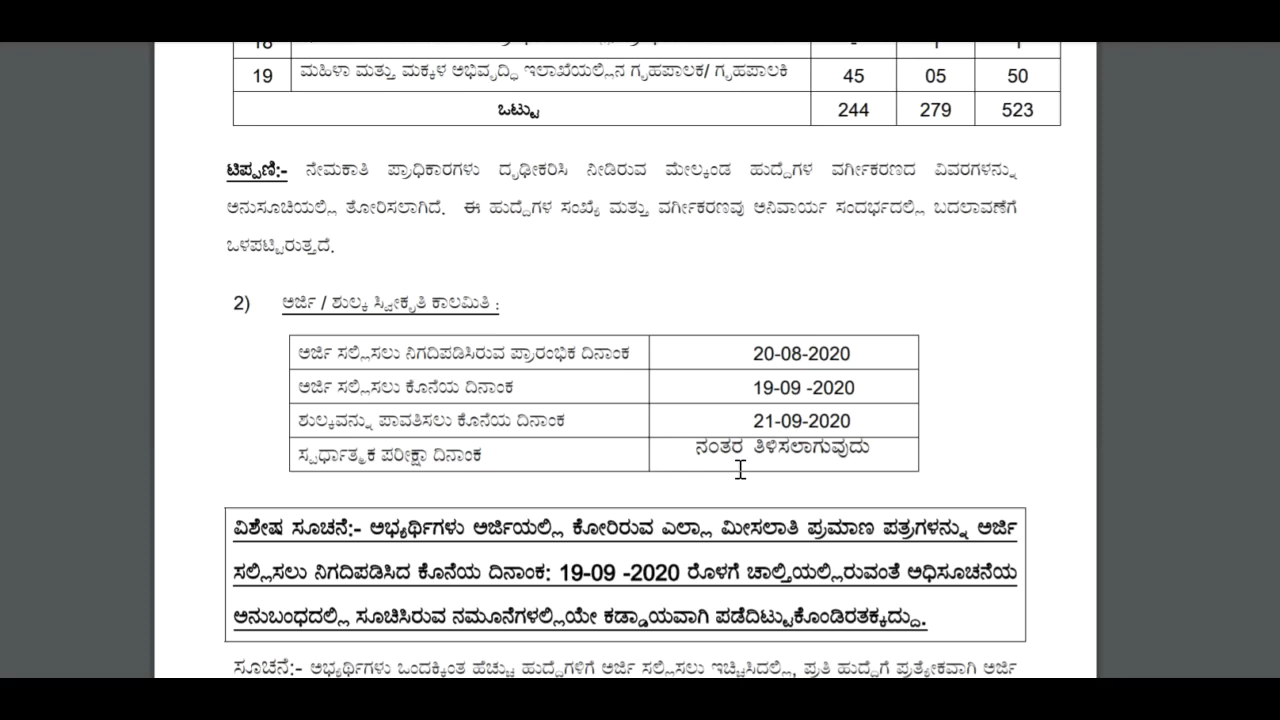 18
19 ಮಹಿಳಾ ಮತ್ತು ಮಕ್ಕಳ ಅಭಿವೃದ್ಧಿ ಇಲಾಖೆಯಲ್ಲಿನ ಗೃಹಪಾಲಕ/ ಗೃಹಪಾಲಕಿ 45 05 50
ಒಟ್ಟು 244 279 523
ಟಿಪ್ಪಣಿ:- ನೇಮಕಾತಿ ಪ್ರಾಧಿಕಾರಗಳು ದೃಢೀಕರಿಸಿ ನೀಡಿರುವ ಮೇಲ್ಕಂಡ ಹುದ್ದೆಗಳ ವರ್ಗೀಕರಣದ ವಿವರಗಳನ್ನು
ಅನುಸೂಚಿಯಲ್ಲಿ ತೋರಿಸಲಾಗಿದೆ. ಈ ಹುದ್ದೆಗಳ ಸಂಖ್ಯೆ ಮತ್ತು ವರ್ಗೀಕರಣವು ಅನಿವಾರ್ಯ ಸಂದರ್ಭದಲ್ಲಿ ಬದಲಾವಣೆಗೆ
ಒಳಪಟ್ಟಿರುತ್ತದೆ.
2) ಅರ್ಜಿ / ಶುಲ್ಕ ಸ್ವೀಕೃತಿ ಕಾಲಮಿತಿ :
ಅರ್ಜಿ ಸಲ್ಲಿಸಲು ನಿಗದಿಪಡಿಸಿರುವ ಪ್ರಾರಂಭಿಕ ದಿನಾಂಕ 20-08-2020
ಅರ್ಜಿ ಸಲ್ಲಿಸಲು ಕೊನೆಯ ದಿನಾಂಕ 19-09 -2020
ಶುಲ್ಕವನ್ನು ಪಾವತಿಸಲು ಕೊನೆಯ ದಿನಾಂಕ 21-09-2020
ಸ್ಪರ್ಧಾತ್ಮಕ ಪರೀಕ್ಷಾ ದಿನಾಂಕ ನಂತರ ತಿಳಿಸಲಾಗುವುದು
ವಿಶೇಷ ಸೂಚನೆ:- ಅಭ್ಯರ್ಥಿಗಳು ಅರ್ಜಿಯಲ್ಲಿ ಕೋರಿರುವ ಎಲ್ಲಾ ಮೀಸಲಾತಿ ಪ್ರಮಾಣ ಪತ್ರಗಳನ್ನು ಅರ್ಜಿ
ಸಲ್ಲಿಸಲು ನಿಗದಿಪಡಿಸಿದ ಕೊನೆಯ ದಿನಾಂಕ: 19-09 -2020 ರೊಳಗೆ ಚಾಲ್ತಿಯಲ್ಲಿರುವಂತೆ ಅಧಿಸೂಚನೆಯ
ಅನುಬಂಧದಲ್ಲಿ ಸೂಚಿಸಿರುವ ನಮೂನೆಗಳಲ್ಲಿಯೇ ಕಡ್ಡಾಯವಾಗಿ ಪಡೆದಿಟ್ಟುಕೊಂಡಿರತಕ್ಕದ್ದು.
ಸೂಚನೆ:- ಅಭ್ಯರ್ಥಿಗಳು ಒಂದಕ್ಕಿಂತ ಹೆಚ್ಚು ಹುದ್ದೆಗಳಿಗೆ ಅರ್ಜಿ ಸಲ್ಲಿಸಲು ಇಚ್ಛಿಸಿದಲ್ಲಿ, ಪ್ರತಿ ಹುದ್ದೆಗೆ ಪ್ರತ್ಯೇಕವಾಗಿ ಅರ್ಜಿ